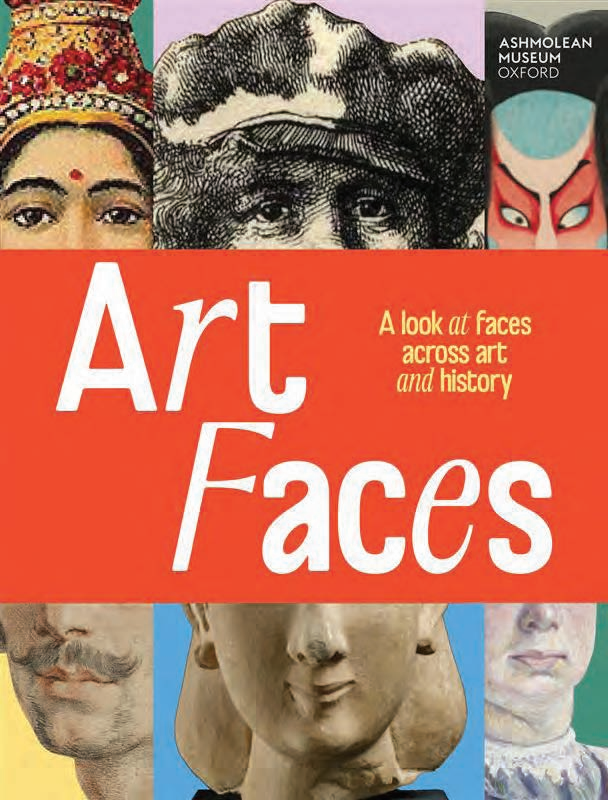 ASHMOLEAN
MUSEUM
OXFORD
Art
Faces
A look at faces
across art
and history